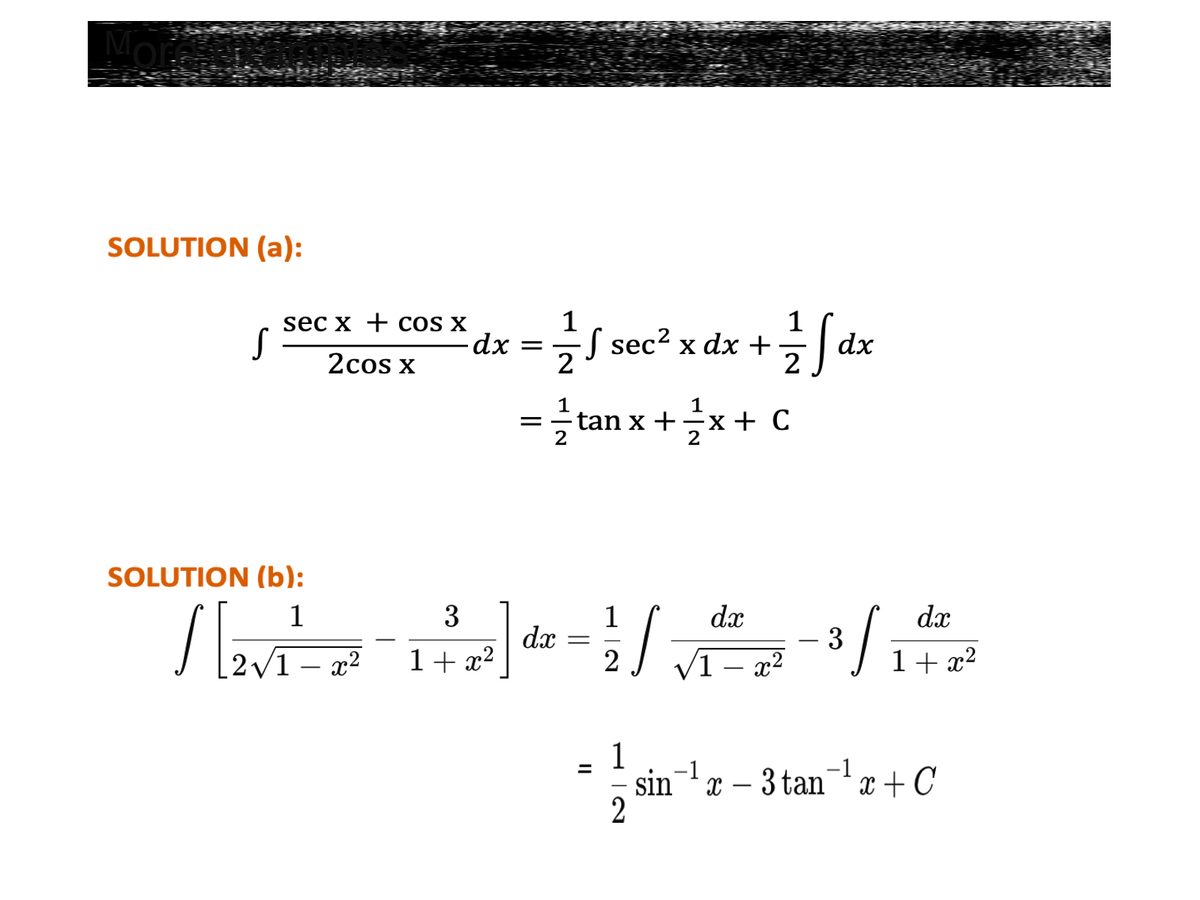 More examples
SOLUTION (a):
∫ (sec x + cos x)/(2cos x) dx = 1/2 ∫ sec² x dx + 1/2 ∫ dx
= 1/2 tan x + 1/2 x + C
SOLUTION (b):
∫ [1/(2√(1 − x²)) − 3/(1 + x²)] dx = 1/2 ∫ dx/√(1 − x²) − 3 ∫ dx/(1 + x²)
= 1/2 sin⁻¹ x − 3 tan⁻¹ x + C